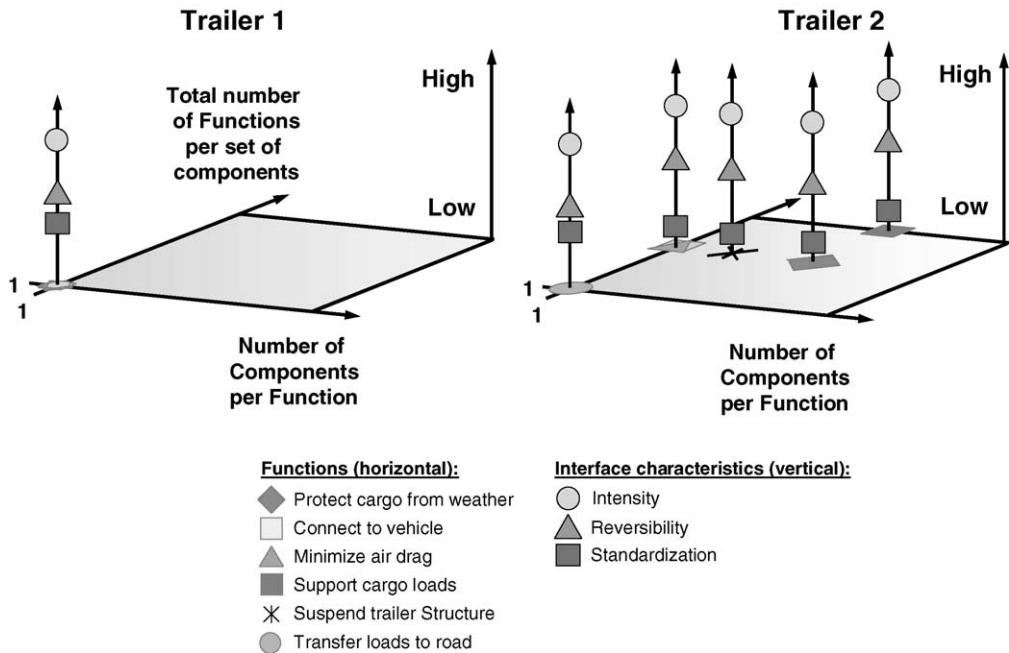 Trailer 1
Trailer 2
Total number
of Functions
per set of
components
High
Low
High
Low
1
1
1
1
Number of
Components
per Function
Number of
Components
per Function
Functions (horizontal):
Protect cargo from weather
Connect to vehicle
Minimize air drag
Support cargo loads
Suspend trailer Structure
Transfer loads to road
Interface characteristics (vertical):
Intensity
Reversibility
Standardization